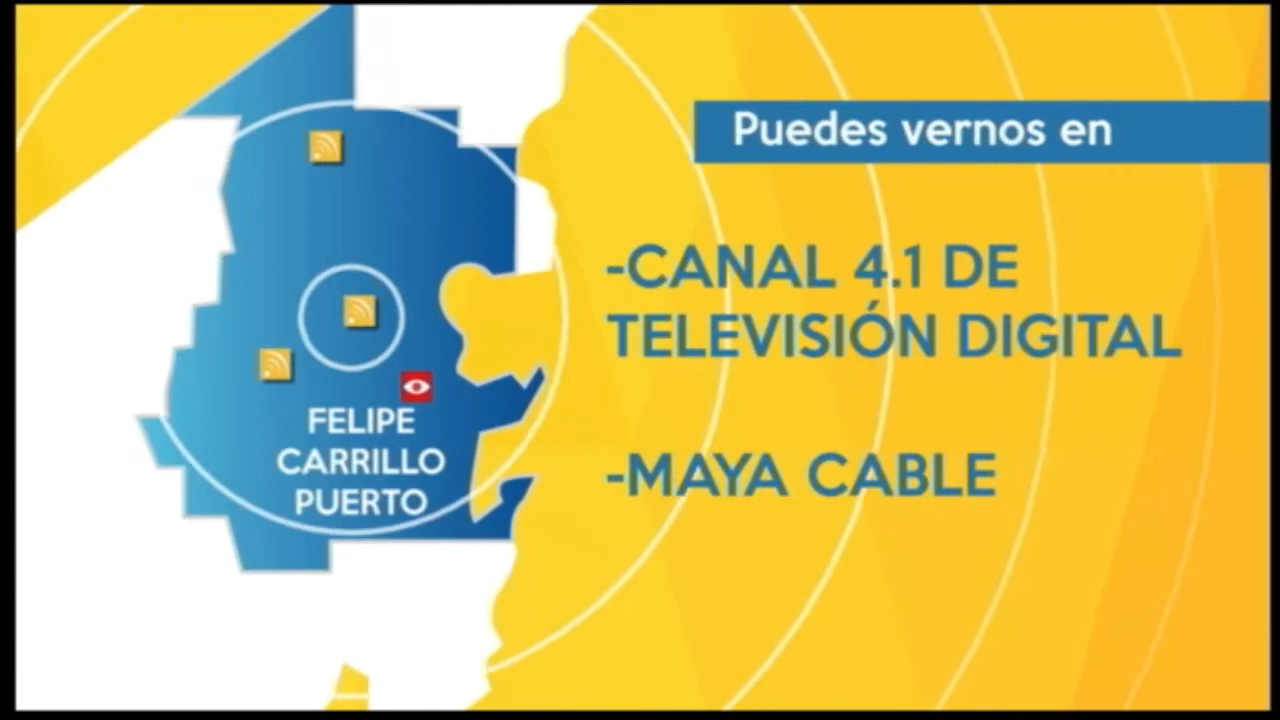 Puedes vernos en
-CANAL 4.1 DE
TELEVISIÓN DIGITAL
-MAYA CABLE
FELIPE
CARRILLO
PUERTO